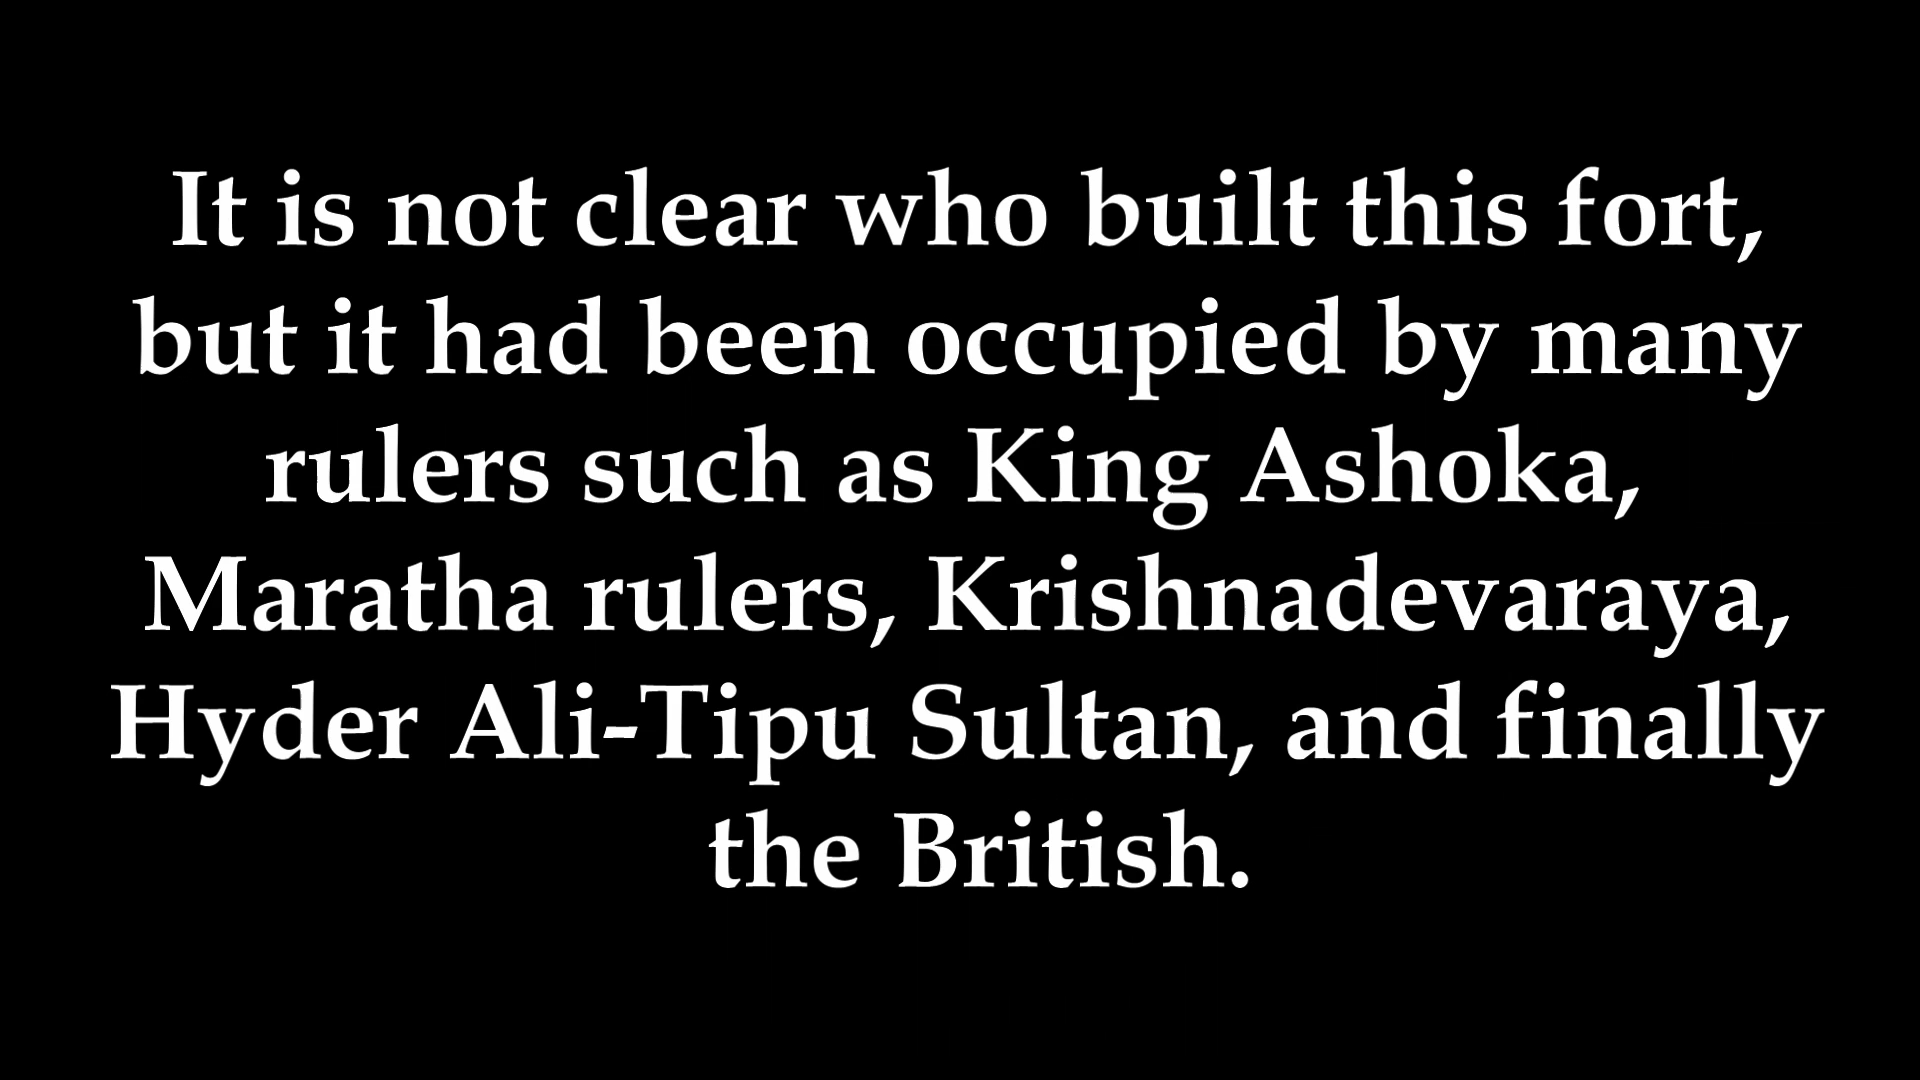 It is not clear who built this fort,
but it had been occupied by many
rulers such as King Ashoka,
Maratha rulers, Krishnadevaraya,
Hyder Ali-Tipu Sultan, and finally
the British.